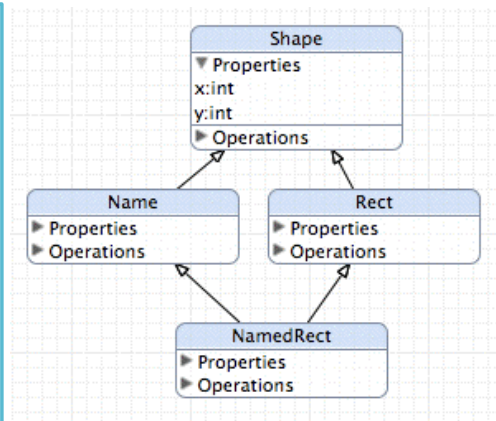 Shape
Properties
x:int
y:int
Operations
Name
Properties
Operations
Rect
Properties
Operations
NamedRect
Properties
Operations